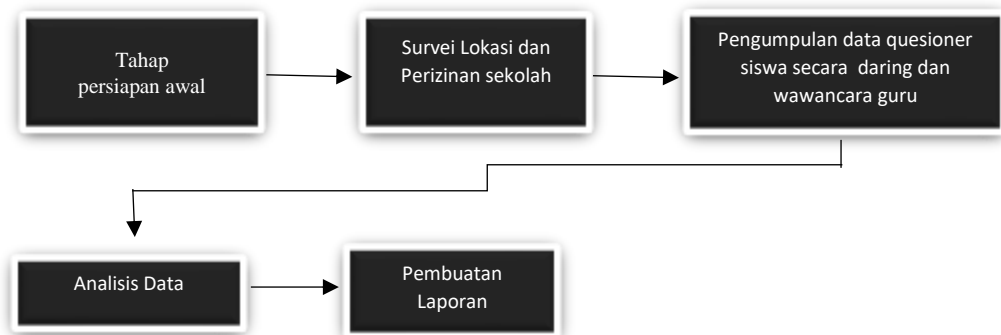 Tahap
persiapan awal
Survei Lokasi dan
Perizinan sekolah
Pengumpulan data quesioner
siswa secara daring dan
wawancara guru
Analisis Data
Pembuatan
Laporan